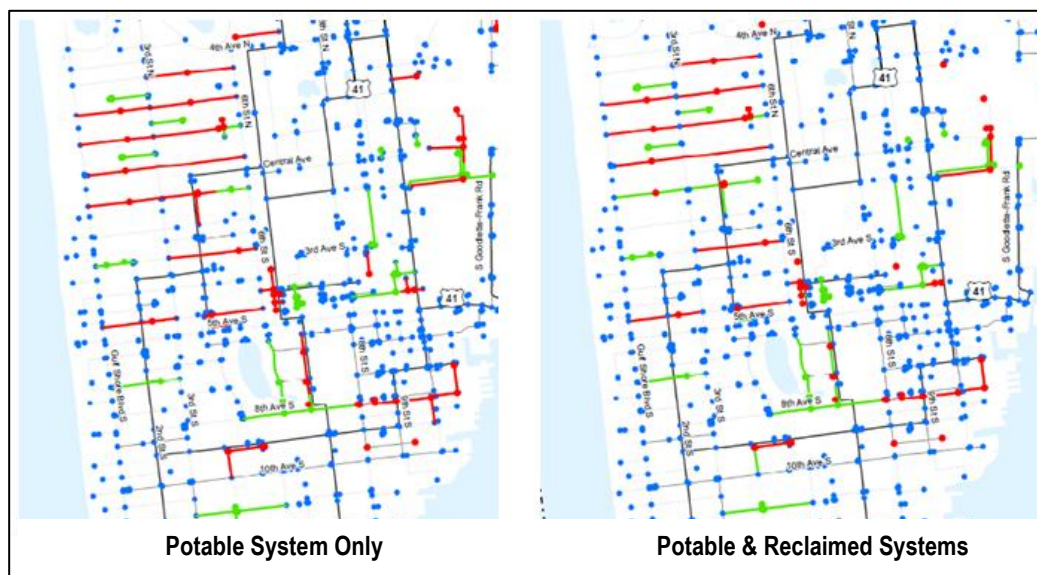 4th Ave N
3rd St N
6th St N
41
Central Ave
S Goodlette-Frank Rd
6th St S
3rd Ave S
41
5th Ave S
Gulf Shore Blvd S
8th St S
3rd St S
8th Ave S
9th St S
2nd St S
10th Ave S
4th Ave N
3rd St N
6th St N
41
Central Ave
S Goodlette-Frank Rd
6th St S
3rd Ave S
41
5th Ave S
Gulf Shore Blvd S
8th St S
3rd St S
8th Ave S
9th St S
2nd St S
10th Ave S
Potable System Only
Potable & Reclaimed Systems